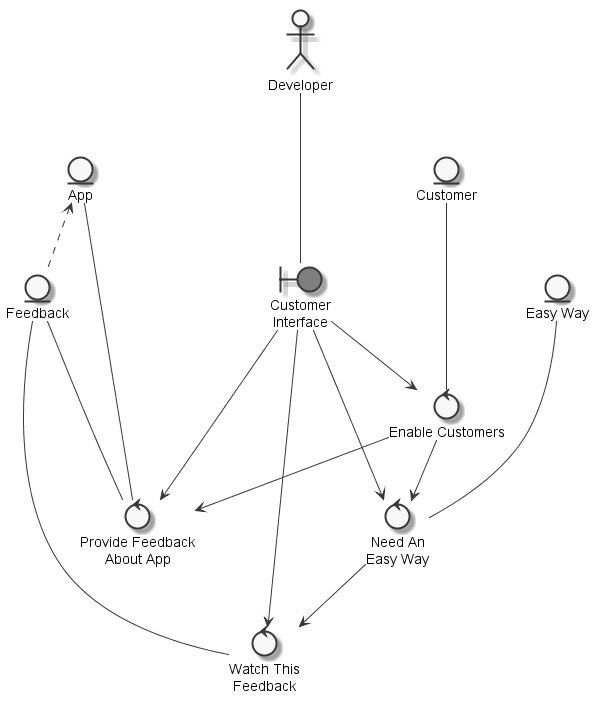 Developer
App
Customer
Feedback
Customer
Interface
Easy Way
Enable Customers
Provide Feedback
About App
Need An
Easy Way
Watch This
Feedback